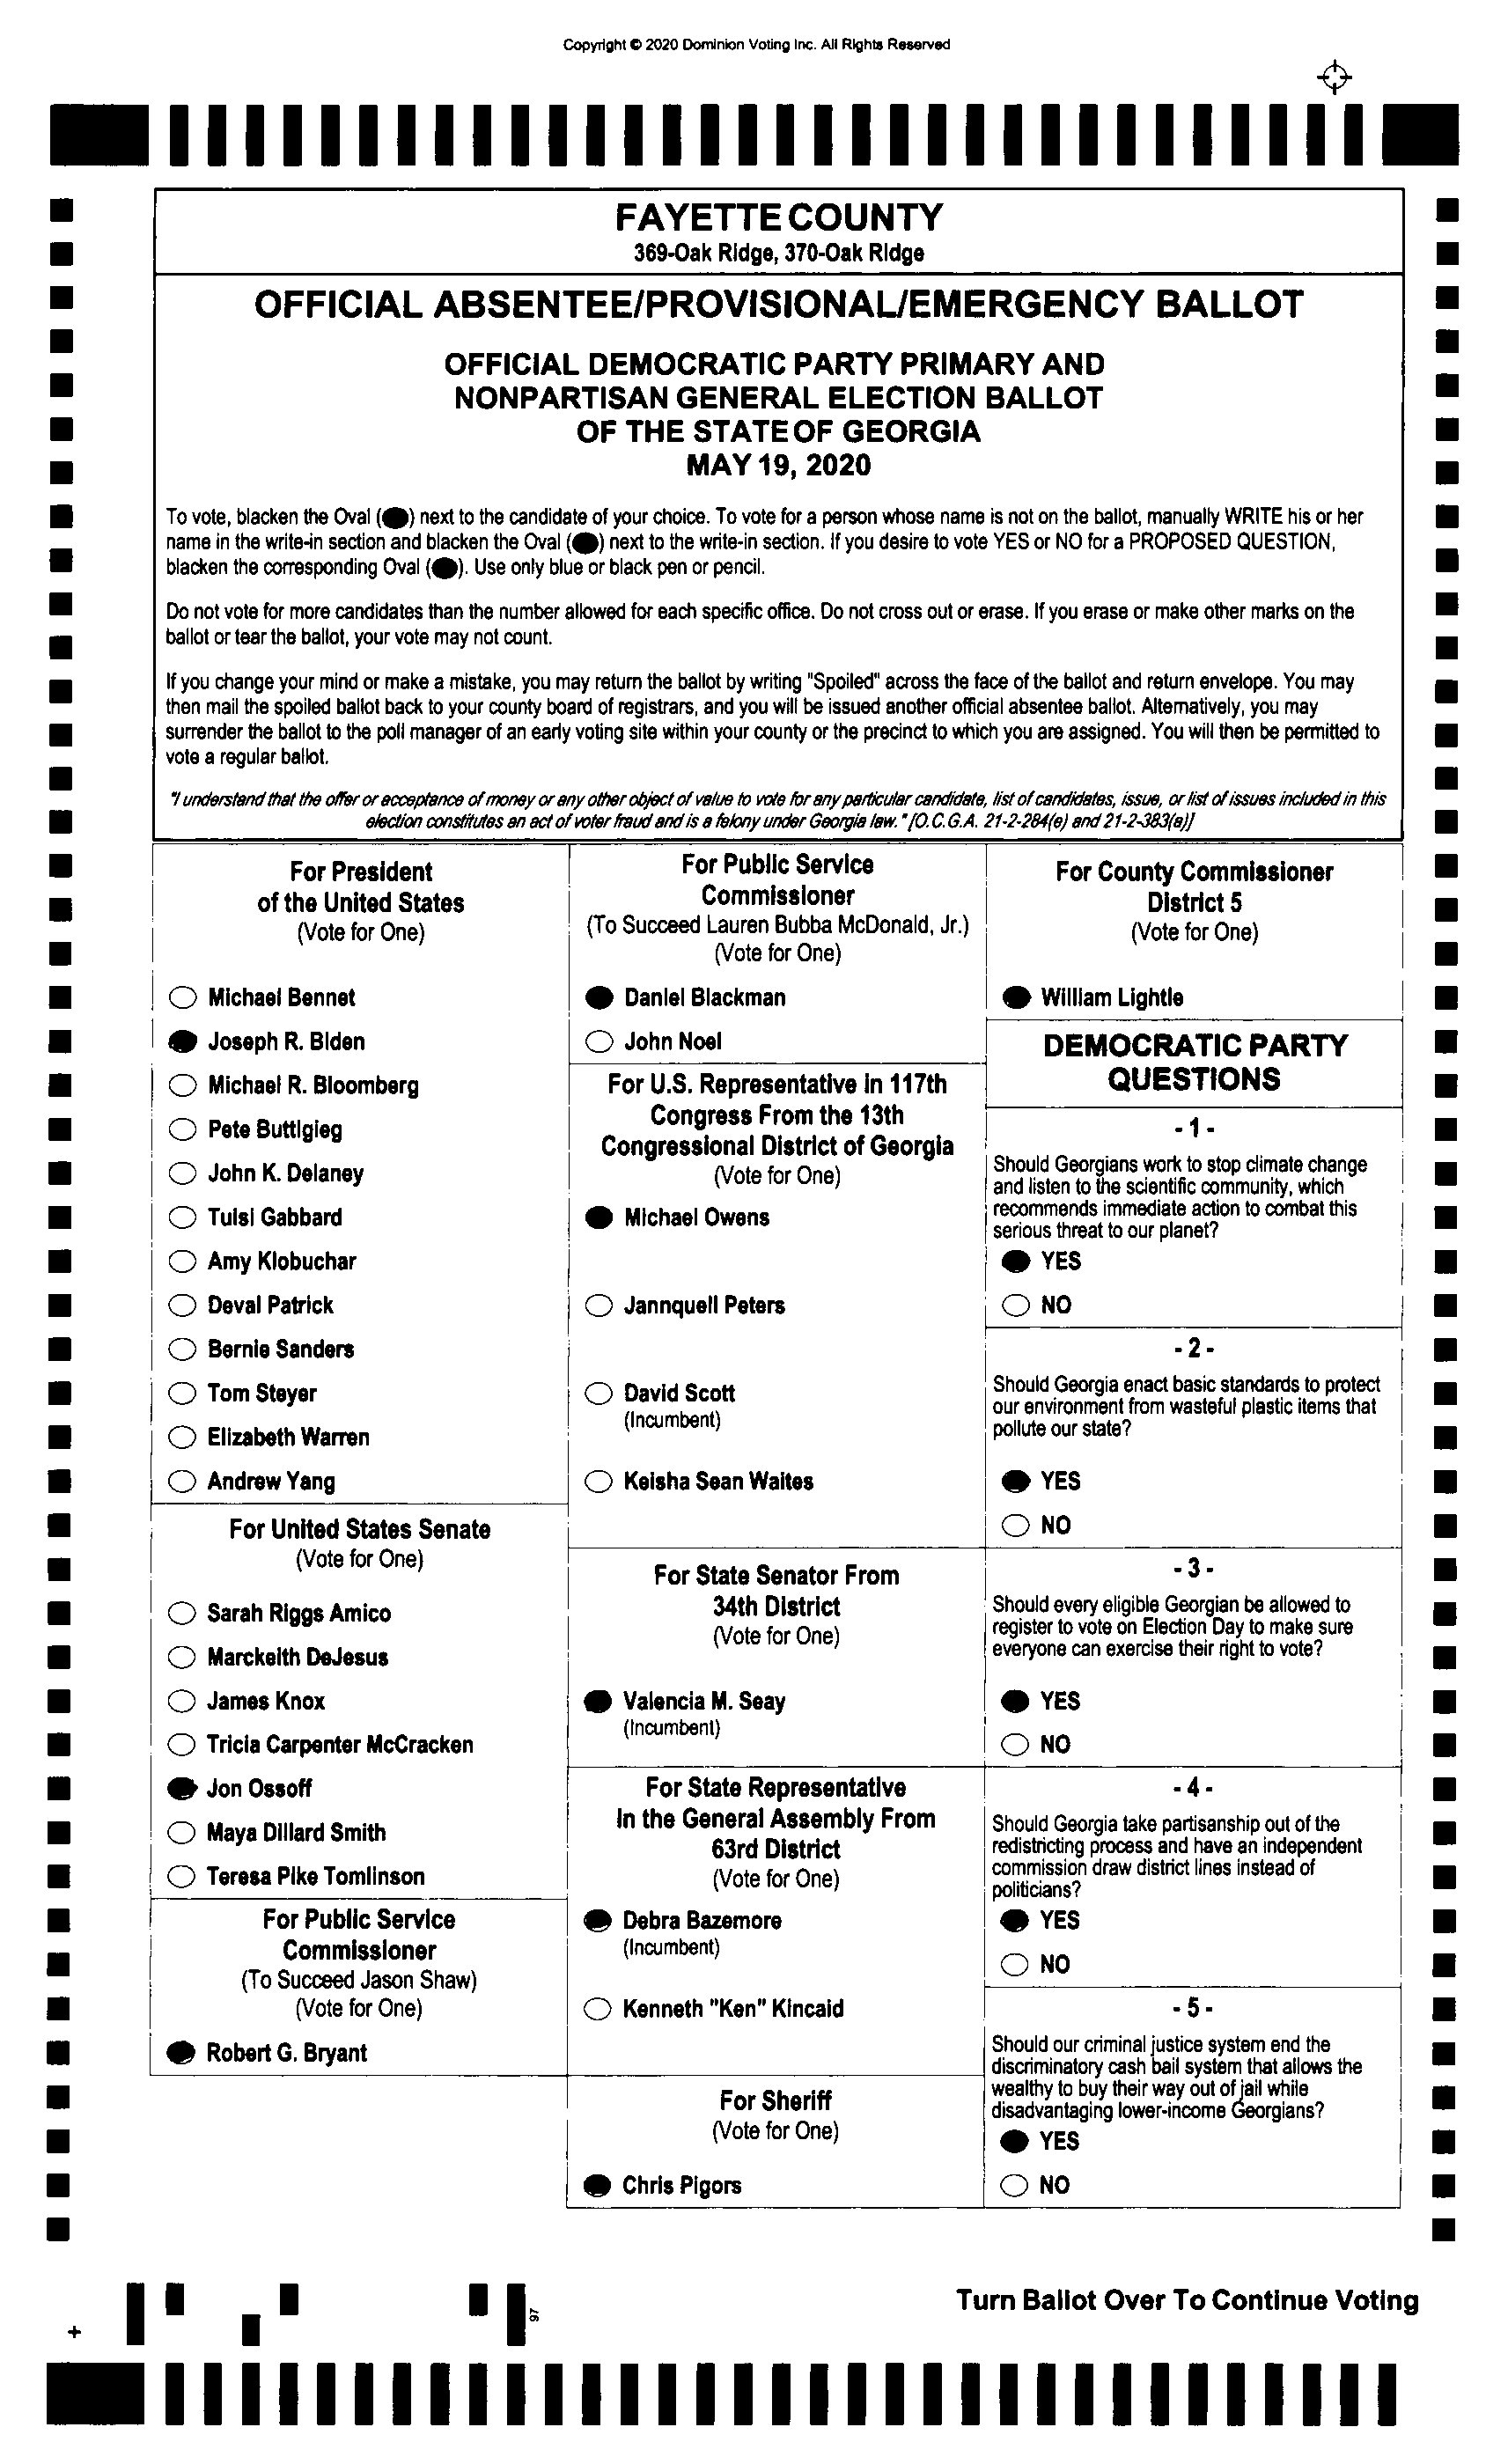 Copyright © 2020 Dominion Voting Inc. All Rights Reserved
FAYETTE COUNTY
369-Oak Ridge, 370-Oak Ridge
OFFICIAL ABSENTEE/PROVISIONAL/EMERGENCY BALLOT
OFFICIAL DEMOCRATIC PARTY PRIMARY AND
NONPARTISAN GENERAL ELECTION BALLOT
OF THE STATE OF GEORGIA
MAY 19, 2020
To vote, blacken the Oval (●) next to the candidate of your choice. To vote for a person whose name is not on the ballot, manually WRITE his or her
name in the write-in section and blacken the Oval (●) next to the write-in section. If you desire to vote YES or NO for a PROPOSED QUESTION,
blacken the corresponding Oval (●). Use only blue or black pen or pencil.
Do not vote for more candidates than the number allowed for each specific office. Do not cross out or erase. If you erase or make other marks on the
ballot or tear the ballot, your vote may not count.
If you change your mind or make a mistake, you may return the ballot by writing "Spoiled" across the face of the ballot and return envelope. You may
then mail the spoiled ballot back to your county board of registrars, and you will be issued another official absentee ballot. Alternatively, you may
surrender the ballot to the poll manager of an early voting site within your county or the precinct to which you are assigned. You will then be permitted to
vote a regular ballot.
"I understand that the offer or acceptance of money or any other object of value to vote for any particular candidate, list of candidates, issue, or list of issues included in this
election constitutes an act of voter fraud and is a felony under Georgia law." [O.C.G.A. 21-2-284(e) and 21-2-383(a)]
For President
of the United States
(Vote for One)
Michael Bennet
Joseph R. Biden
Michael R. Bloomberg
Pete Buttigieg
John K. Delaney
Tulsi Gabbard
Amy Klobuchar
Deval Patrick
Bernie Sanders
Tom Steyer
Elizabeth Warren
Andrew Yang
For United States Senate
(Vote for One)
Sarah Riggs Amico
Marckeith DeJesus
James Knox
Tricia Carpenter McCracken
Jon Ossoff
Maya Dillard Smith
Teresa Pike Tomlinson
For Public Service
Commissioner
(To Succeed Jason Shaw)
(Vote for One)
Robert G. Bryant
For Public Service
Commissioner
(To Succeed Lauren Bubba McDonald, Jr.)
(Vote for One)
Daniel Blackman
John Noel
For U.S. Representative in 117th
Congress From the 13th
Congressional District of Georgia
(Vote for One)
Michael Owens
Jannquell Peters
David Scott
(Incumbent)
Keisha Sean Waites
For State Senator From
34th District
(Vote for One)
Valencia M. Seay
(Incumbent)
For State Representative
In the General Assembly From
63rd District
(Vote for One)
Debra Bazemore
(Incumbent)
Kenneth "Ken" Kincaid
For Sheriff
(Vote for One)
Chris Pigors
For County Commissioner
District 5
(Vote for One)
William Lightle
DEMOCRATIC PARTY
QUESTIONS
- 1 -
Should Georgians work to stop climate change
and listen to the scientific community, which
recommends immediate action to combat this
serious threat to our planet?
YES
NO
- 2 -
Should Georgia enact basic standards to protect
our environment from wasteful plastic items that
pollute our state?
YES
NO
- 3 -
Should every eligible Georgian be allowed to
register to vote on Election Day to make sure
everyone can exercise their right to vote?
YES
NO
- 4 -
Should Georgia take partisanship out of the
redistricting process and have an independent
commission draw district lines instead of
politicians?
YES
NO
- 5 -
Should our criminal justice system end the
discriminatory cash bail system that allows the
wealthy to buy their way out of jail while
disadvantaging lower-income Georgians?
YES
NO
97
Turn Ballot Over To Continue Voting